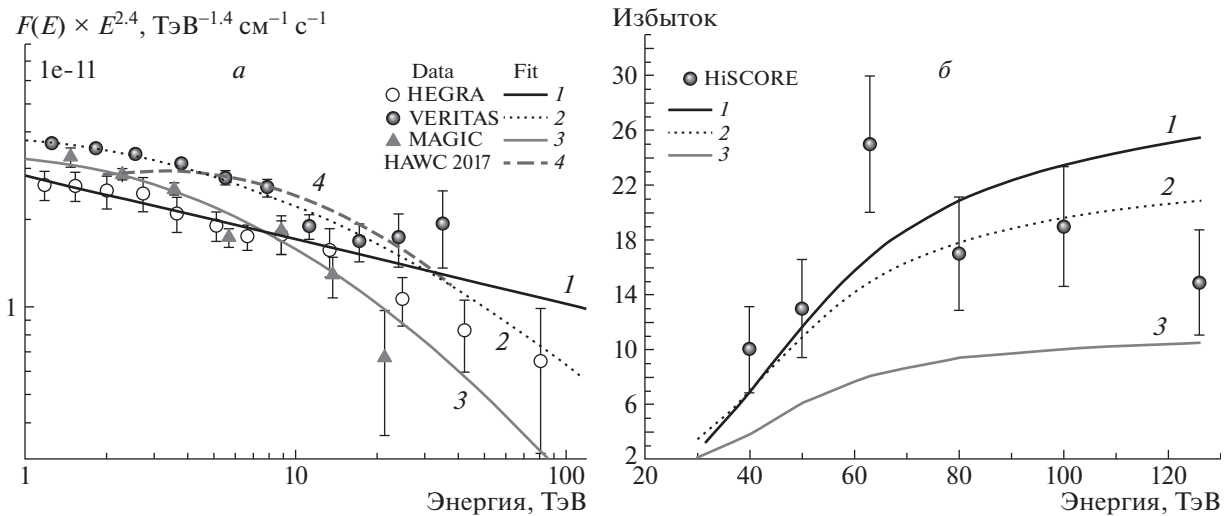 F(E) × E^2.4, ТэВ^−1.4 см^−1 с^−1
1e-11
а
Data Fit
HEGRA 1
VERITAS 2
MAGIC 3
HAWC 2017 4
4
1
2
3
1
1 10 100
Энергия, ТэВ
Избыток
б
HiSCORE
1
2
3
1
2
3
33
30
26
22
18
14
10
6
2
20 40 60 80 100 120
Энергия, ТэВ